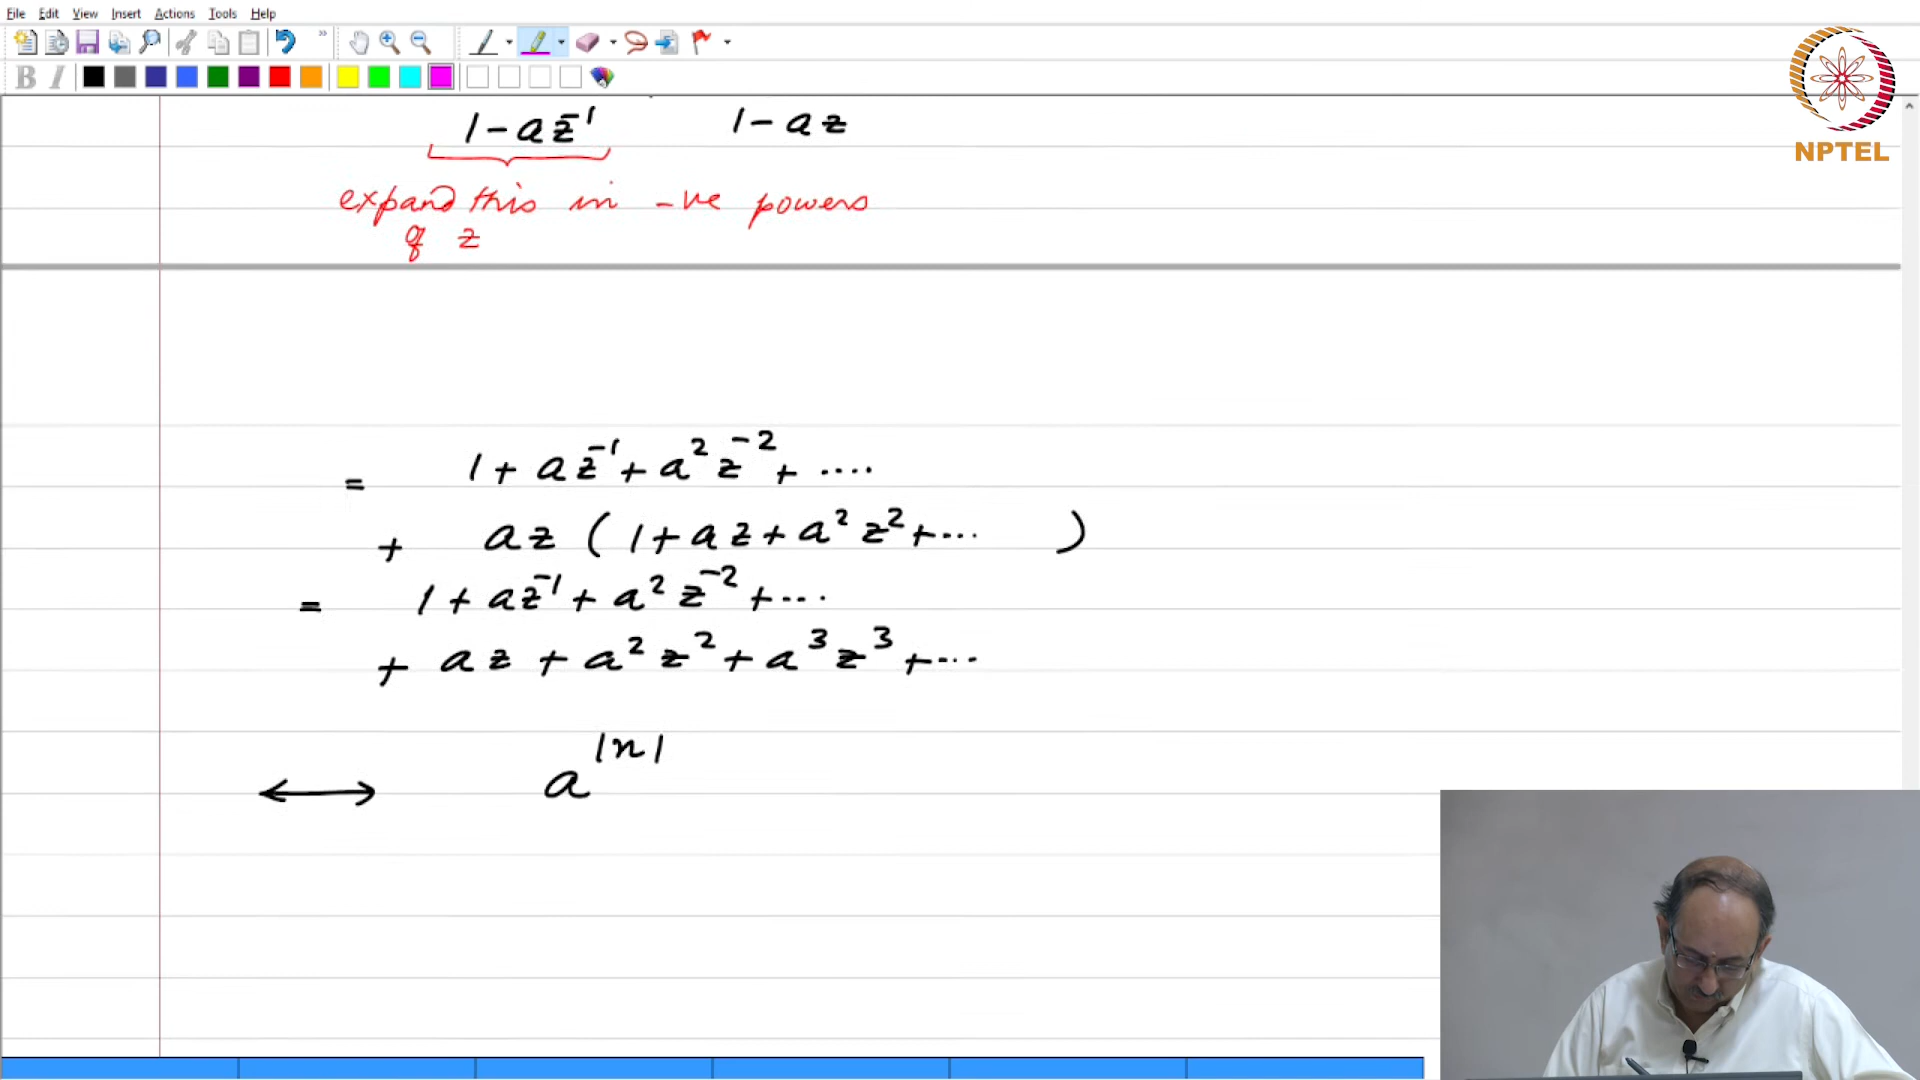 File Edit View Insert Actions Tools Help
B I
NPTEL
1 - az⁻¹ 1 - az
expand this in -ve powers
of z
= 1 + az⁻¹ + a²z⁻² + ....
+ az (1 + az + a²z² + ... )
= 1 + az⁻¹ + a²z⁻² + ...
+ az + a²z² + a³z³ + ...
↔ a^|n|